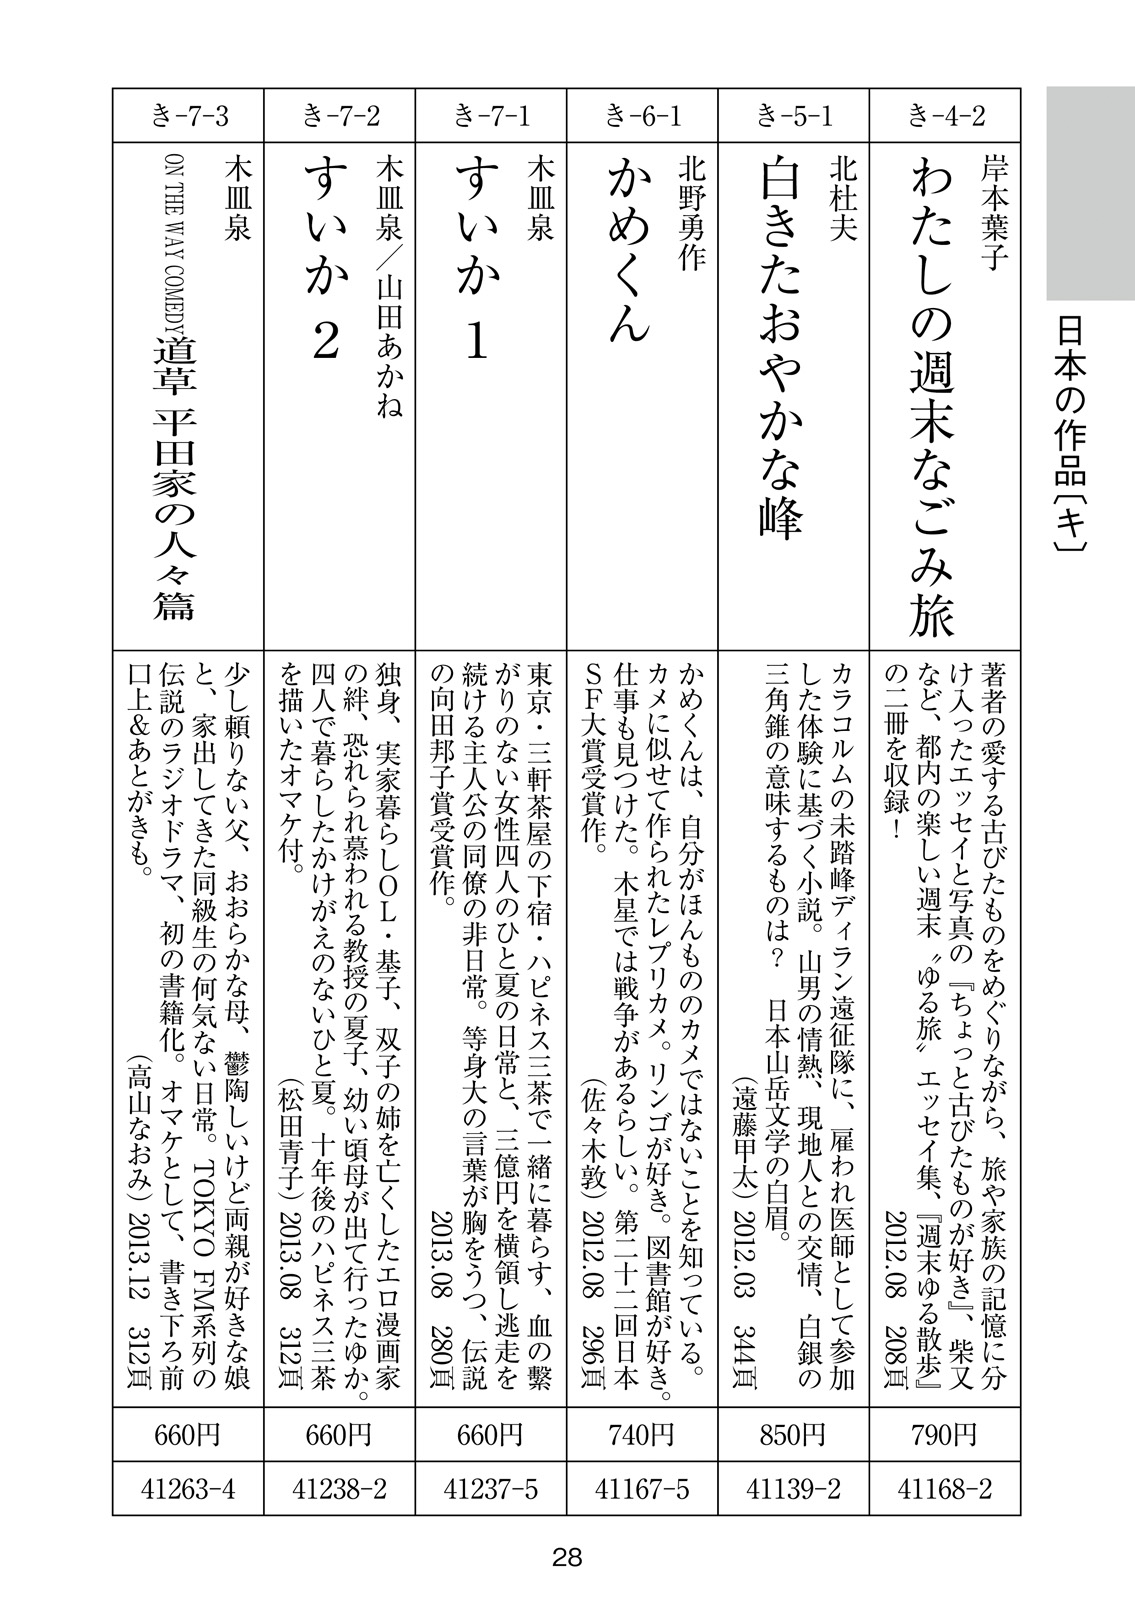 日本の作品〔キ〕
き-4-2
岸本葉子
わたしの週末なごみ旅
著者の愛する古びたものをめぐりながら、旅や家族の記憶に分
け入ったエッセイと写真の『ちょっと古びたものが好き』、柴又
など、都内の楽しい週末〝ゆる旅〟エッセイ集、『週末ゆる散歩』
の二冊を収録！
2012.08　208頁
790円
41168-2
き-5-1
北杜夫
白きたおやかな峰
カラコルムの未踏峰ディラン遠征隊に、雇われ医師として参加
した体験に基づく小説。山男の情熱、現地人との交情、白銀の
三角錐の意味するものは？　日本山岳文学の白眉。
（遠藤甲太）2012.03　344頁
850円
41139-2
き-6-1
北野勇作
かめくん
かめくんは、自分がほんもののカメではないことを知っている。
カメに似せて作られたレプリカメ。リンゴが好き。図書館が好き。
仕事も見つけた。木星では戦争があるらしい。第二十二回日本
ＳＦ大賞受賞作。
（佐々木敦）2012.08　296頁
740円
41167-5
き-7-1
木皿泉
すいか 1
東京・三軒茶屋の下宿・ハピネス三茶で一緒に暮らす、血の繋
がりのない女性四人のひと夏の日常と、三億円を横領し逃走を
続ける主人公の同僚の非日常。等身大の言葉が胸をうつ、伝説
の向田邦子賞受賞作。
2013.08　280頁
660円
41237-5
き-7-2
木皿泉／山田あかね
すいか 2
独身、実家暮らしＯＬ・基子、双子の姉を亡くしたエロ漫画家
の絆、恐れられ慕われる教授の夏子、幼い頃母が出て行ったゆか。
四人で暮らしたかけがえのないひと夏。十年後のハピネス三茶
を描いたオマケ付。
（松田青子）2013.08　312頁
660円
41238-2
き-7-3
木皿泉
ON THE WAY COMEDY 道草 平田家の人々篇
少し頼りない父、おおらかな母、鬱陶しいけど両親が好きな娘
と、家出してきた同級生の何気ない日常。TOKYO FM系列の
伝説のラジオドラマ、初の書籍化。オマケとして、書き下ろ前
口上＆あとがきも。
（高山なおみ）2013.12　312頁
660円
41263-4
28